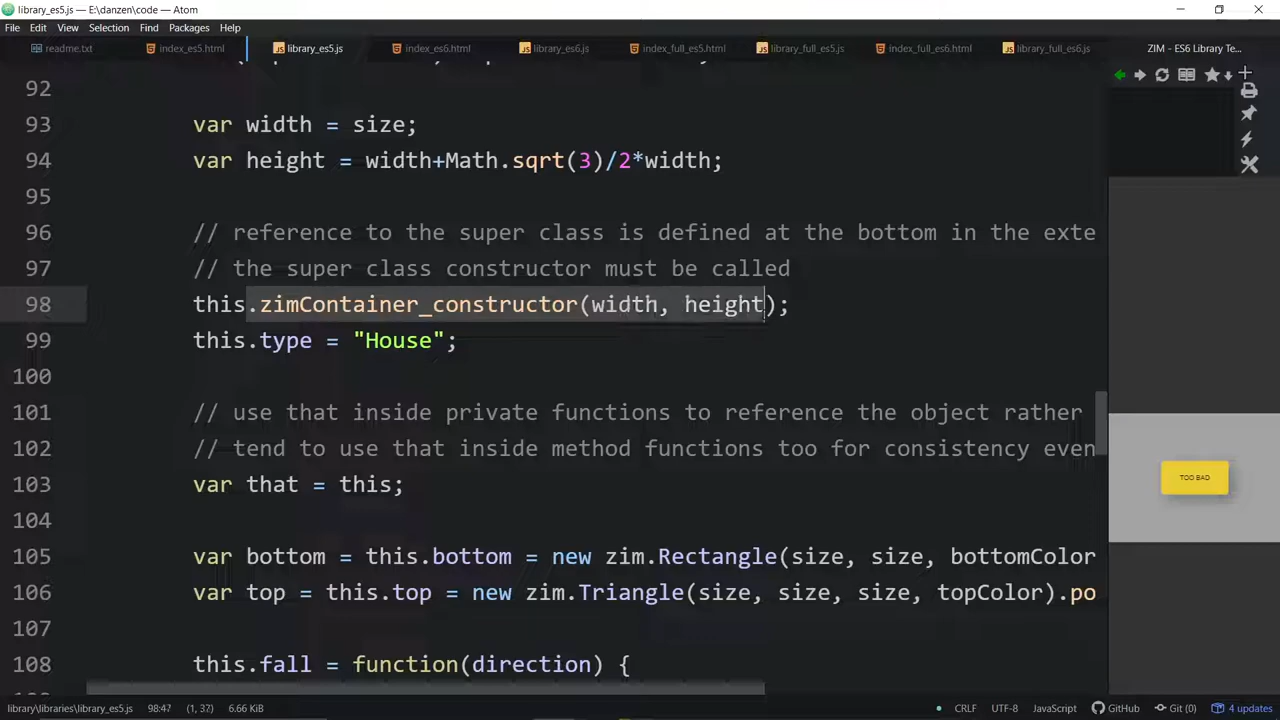 library_es5.js — E:\danzen\code — Atom
File Edit View Selection Find Packages Help
readme.txt index_es5.html library_es5.js index_es6.html library_es6.js index_full_es5.html library_full_es5.js index_full_es6.html library_full_es6.js ZIM - ES6 Library Te...
92
93 var width = size;
94 var height = width+Math.sqrt(3)/2*width;
95
96 // reference to the super class is defined at the bottom in the exte
97 // the super class constructor must be called
98 this.zimContainer_constructor(width, height);
99 this.type = "House";
100
101 // use that inside private functions to reference the object rather
102 // tend to use that inside method functions too for consistency even
103 var that = this;
104
105 var bottom = this.bottom = new zim.Rectangle(size, size, bottomColor
106 var top = this.top = new zim.Triangle(size, size, size, topColor).po
107
108 this.fall = function(direction) {
TOO BAD
library\libraries\library_es5.js 98:47 (1, 37) 6.66 KiB CRLF UTF-8 JavaScript GitHub Git (0) 4 updates